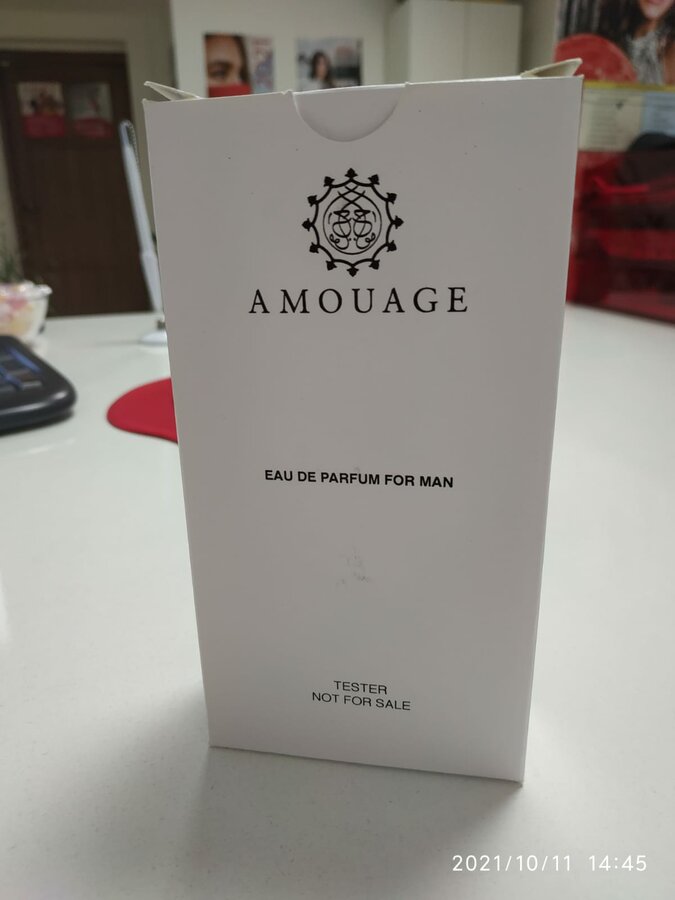 AMOUAGE
EAU DE PARFUM FOR MAN
TESTER
NOT FOR SALE
2021/10/11 14:45